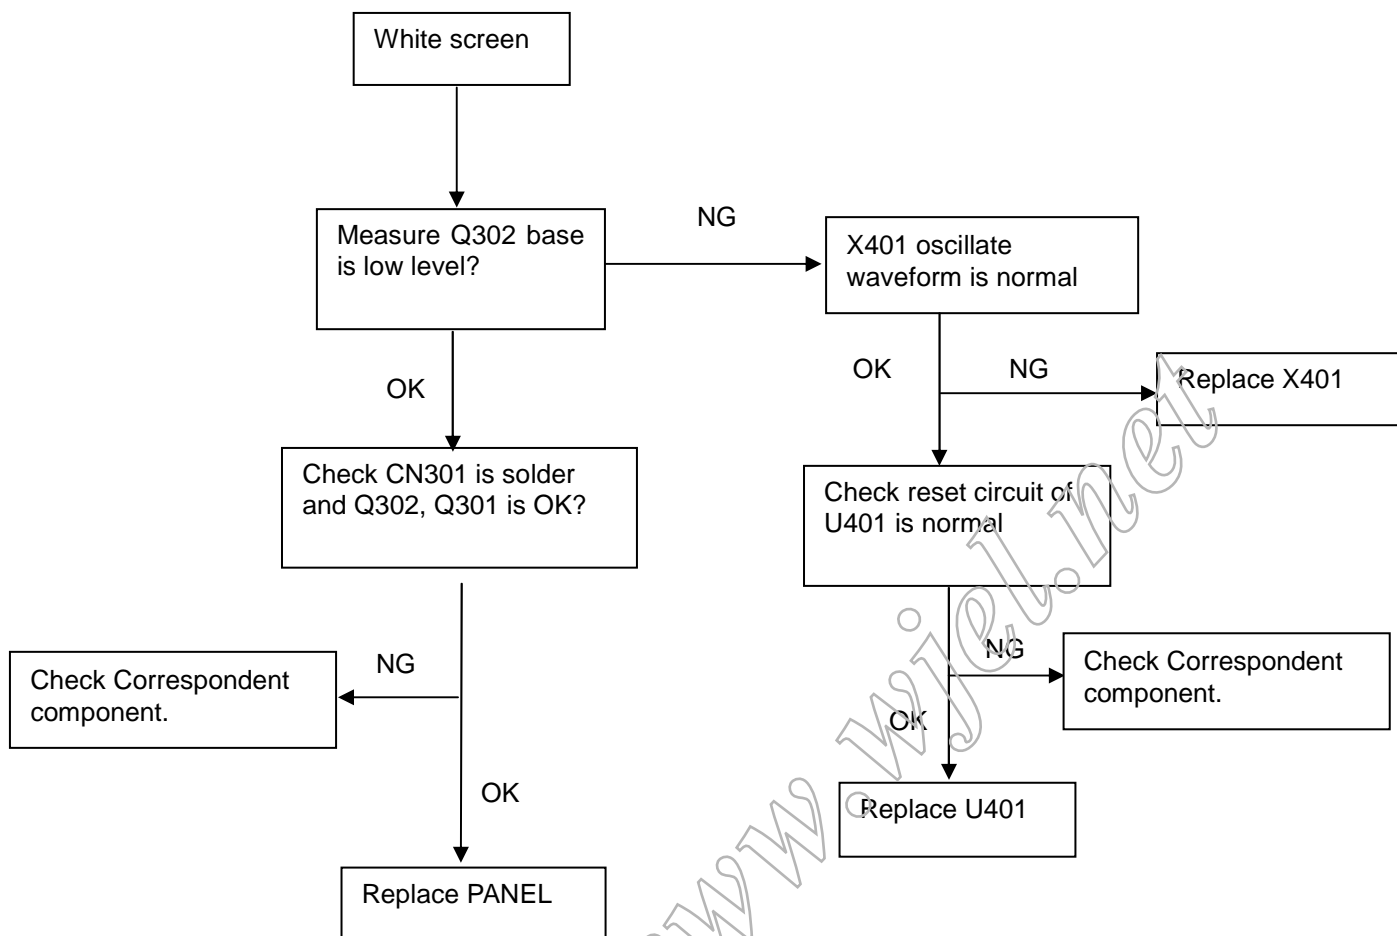 White screen
Measure Q302 base
is low level?
NG
X401 oscillate
waveform is normal
OK
OK
NG
Replace X401
Check CN301 is solder
and Q302, Q301 is OK?
Check reset circuit of
U401 is normal
NG
Check Correspondent
component.
NG
Check Correspondent
component.
OK
OK
Replace U401
Replace PANEL
www.wjel.net